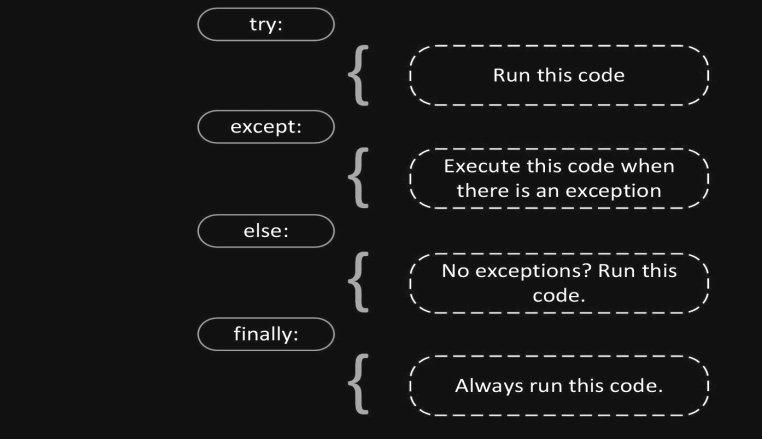 try:
Run this code
except:
Execute this code when
there is an exception
else:
No exceptions? Run this
code.
finally:
Always run this code.